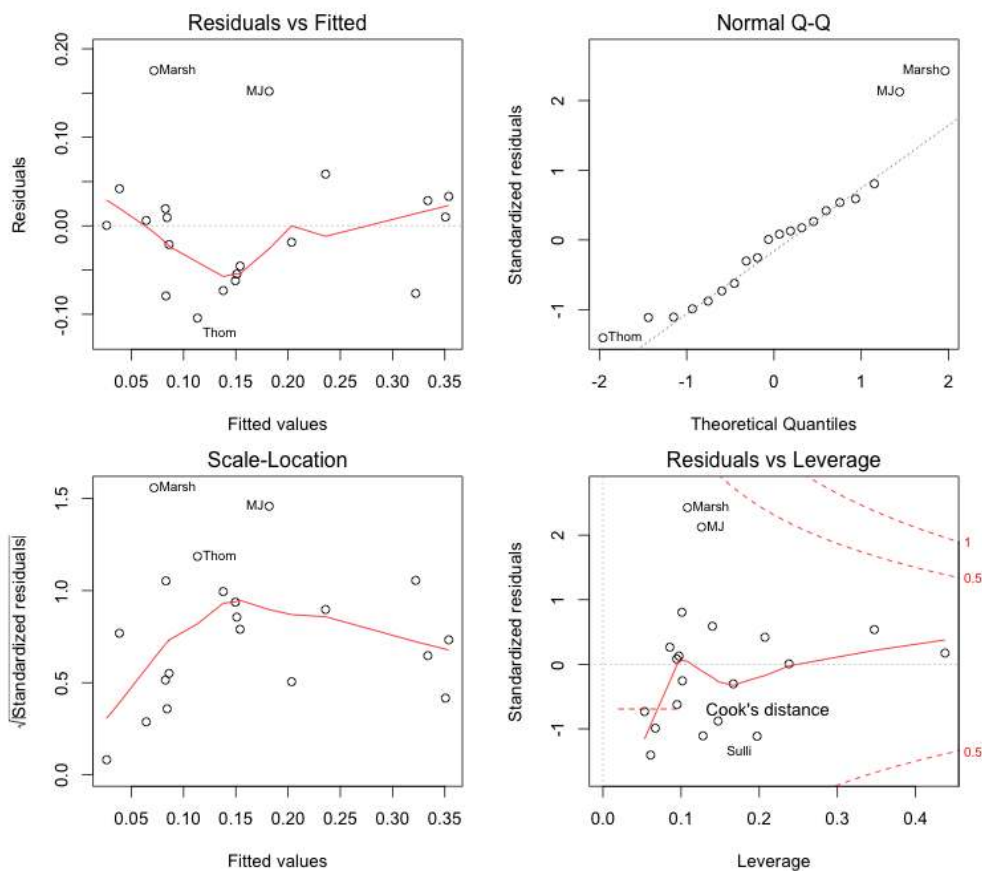 Residuals vs Fitted
Residuals
0.20
0.10
0.00
-0.10
Marsh
MJ
Thom
0.05 0.10 0.15 0.20 0.25 0.30 0.35
Fitted values
Normal Q-Q
Standardized residuals
2
1
0
-1
Marsh
MJ
Thom
-2 -1 0 1 2
Theoretical Quantiles
Scale-Location
√|Standardized residuals|
1.5
1.0
0.5
0.0
Marsh
MJ
Thom
0.05 0.10 0.15 0.20 0.25 0.30 0.35
Fitted values
Residuals vs Leverage
Standardized residuals
2
1
0
-1
Marsh
MJ
1
0.5
Cook's distance
Sulli
0.5
0.0 0.1 0.2 0.3 0.4
Leverage